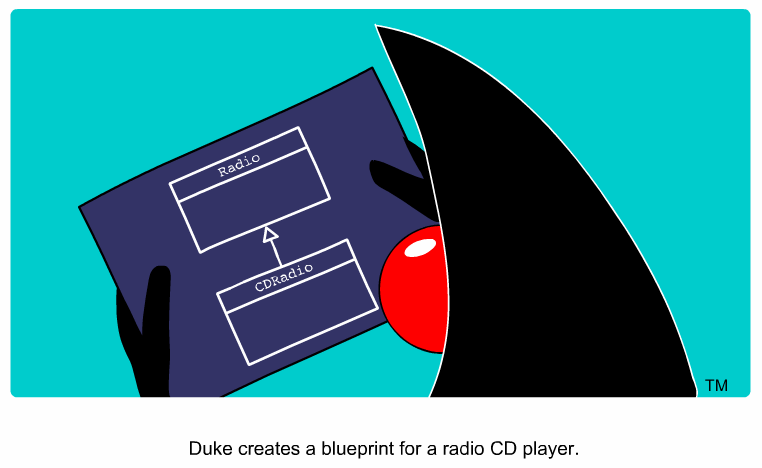 Radio
CDRadio
TM
Duke creates a blueprint for a radio CD player.